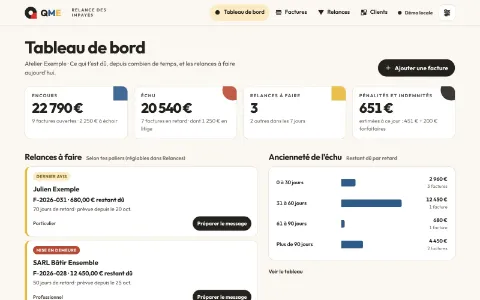 QME RELANCE DES IMPAYÉS
Tableau de bord
Factures
Relances
Clients
Démo locale
Tableau de bord
Atelier Exemple · Ce qui t'est dû, depuis combien de temps, et les relances à faire
aujourd'hui.
+ Ajouter une facture
ENCOURS
22 790 €
9 factures ouvertes · 2 250 € à échoir
ÉCHU
20 540 €
7 factures en retard · dont 1 250 € en
litige
RELANCES À FAIRE
3
2 autres dans les 7 jours
PÉNALITÉS ET INDEMNITÉS
651 €
estimées à ce jour : 451 € + 200 €
forfaitaires
Relances à faire
Selon tes paliers (réglables dans Relances)
DERNIER AVIS
Julien Exemple
F-2026-031 · 680,00 € restant dû
70 jours de retard · prévue depuis le 20 oct.
Particulier
Préparer le message
MISE EN DEMEURE
SARL Bâtir Ensemble
F-2026-028 · 12 450,00 € restant dû
50 jours de retard · prévue depuis le 25 oct.
Professionnel
Préparer le message
Ancienneté de l'échu
Restant dû par retard
0 à 30 jours
2 960 €
3 factures
31 à 60 jours
12 450 €
1 facture
61 à 90 jours
680 €
1 facture
Plus de 90 jours
4 450 €
2 factures
Voir le tableau